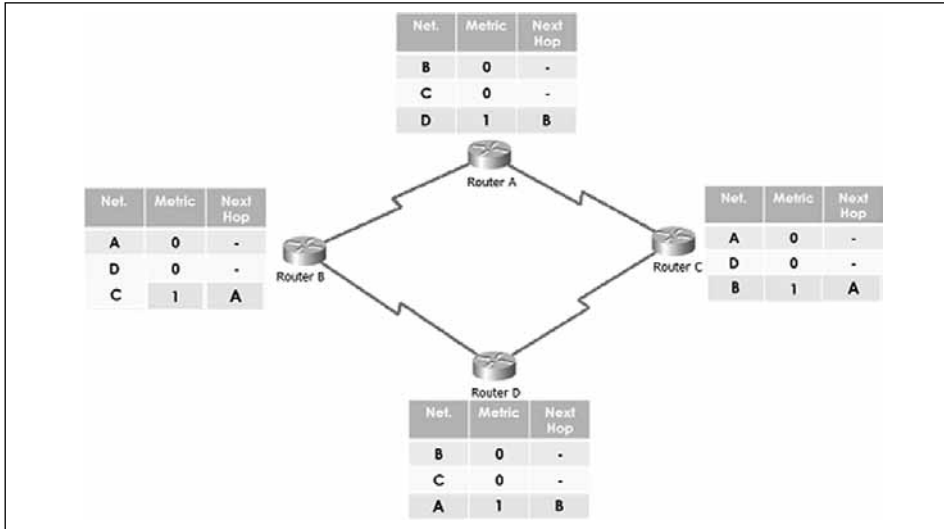 Net. Metric Next Hop
B 0 -
C 0 -
D 1 B
Router A
Net. Metric Next Hop
A 0 -
D 0 -
C 1 A
Router B
Net. Metric Next Hop
A 0 -
D 0 -
B 1 A
Router C
Router D
Net. Metric Next Hop
B 0 -
C 0 -
A 1 B